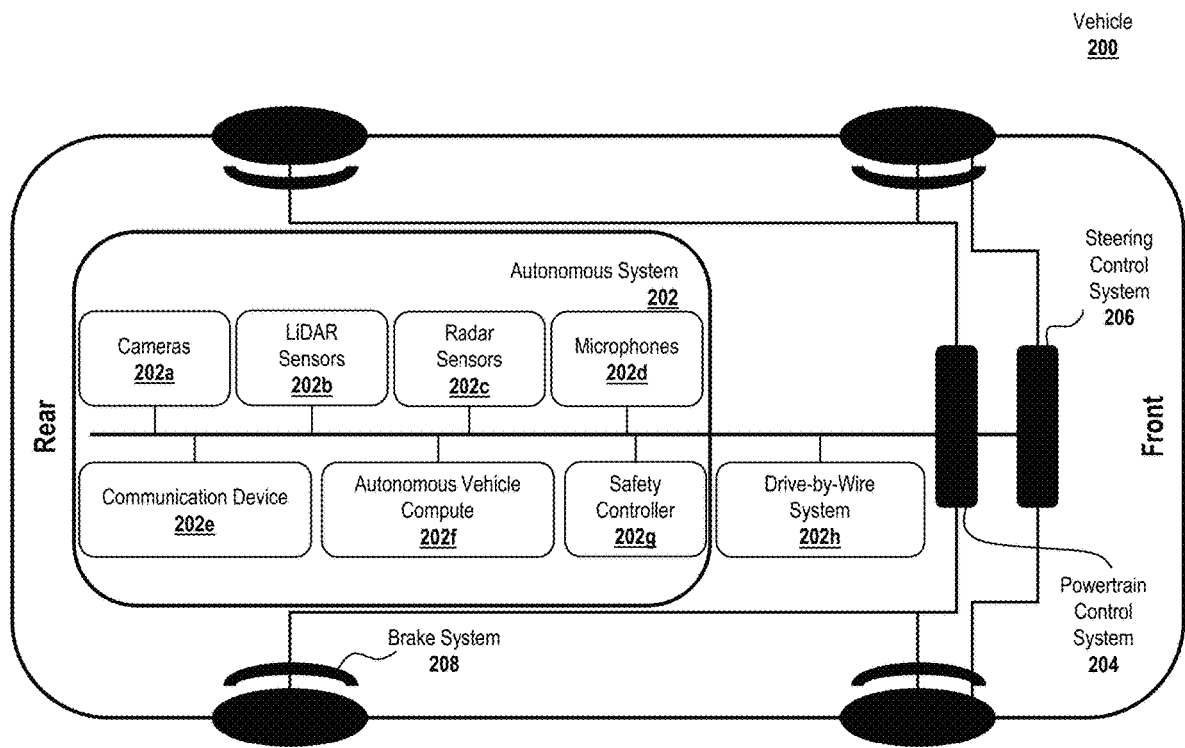 Vehicle
200
Steering
Control
System
206
Autonomous System
202
Cameras
202a
LiDAR
Sensors
202b
Radar
Sensors
202c
Microphones
202d
Rear
Front
Communication Device
202e
Autonomous Vehicle
Compute
202f
Safety
Controller
202g
Drive-by-Wire
System
202h
Powertrain
Control
System
204
Brake System
208